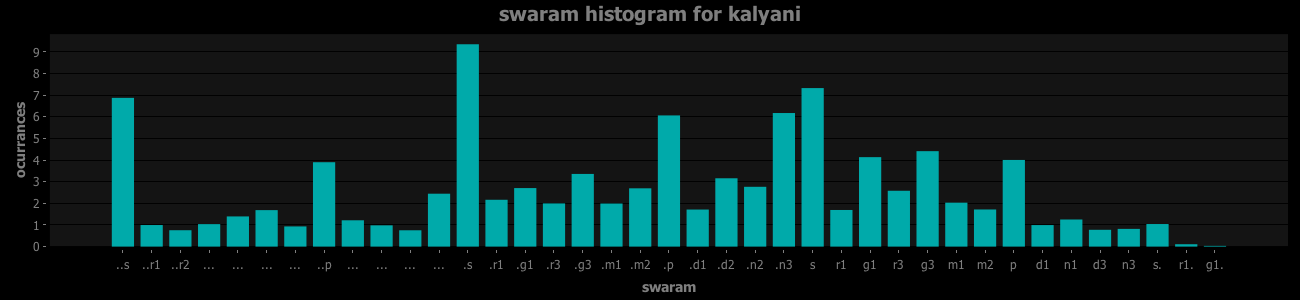 swaram histogram for kalyani
ocurrances
9
8
7
6
5
4
3
2
1
0
..s ..r1 ..r2 ... ... ... ... ..p ... ... ... ... .s .r1 .g1 .r3 .g3 .m1 .m2 .p .d1 .d2 .n2 .n3 s r1 g1 r3 g3 m1 m2 p d1 n1 d3 n3 s. r1. g1.
swaram